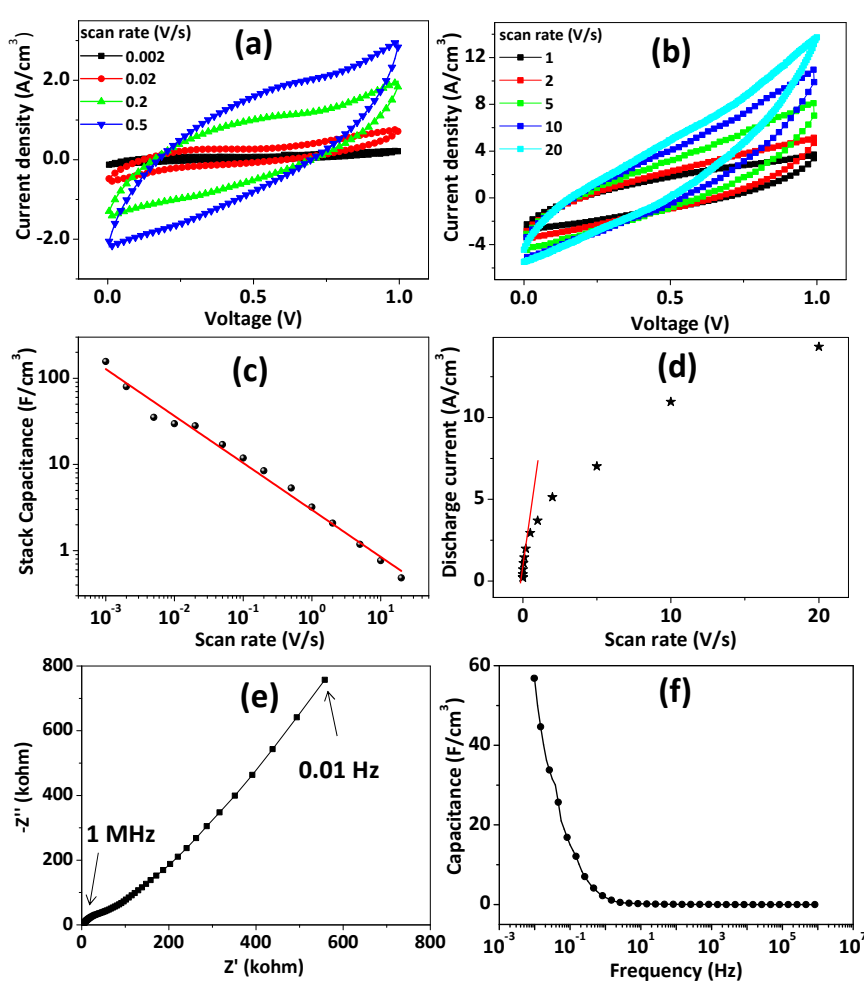 (a)
scan rate (V/s)
0.002
0.02
0.2
0.5
Current density (A/cm³)
2.0
0.0
-2.0
0.0
0.5
1.0
Voltage (V)
(b)
scan rate (V/s)
1
2
5
10
20
Current density (A/cm³)
12
8
4
0
-4
0.0
0.5
1.0
Voltage (V)
(c)
Stack Capacitance (F/cm³)
100
10
1
10⁻³
10⁻²
10⁻¹
10⁰
10¹
Scan rate (V/s)
(d)
Discharge current (A/cm³)
10
5
0
0
10
20
Scan rate (V/s)
(e)
-Z'' (kohm)
800
600
400
200
0
0
200
400
600
800
Z' (kohm)
1 MHz
0.01 Hz
(f)
Capacitance (F/cm³)
60
40
20
0
10⁻³
10⁻¹
10¹
10³
10⁵
10⁷
Frequency (Hz)